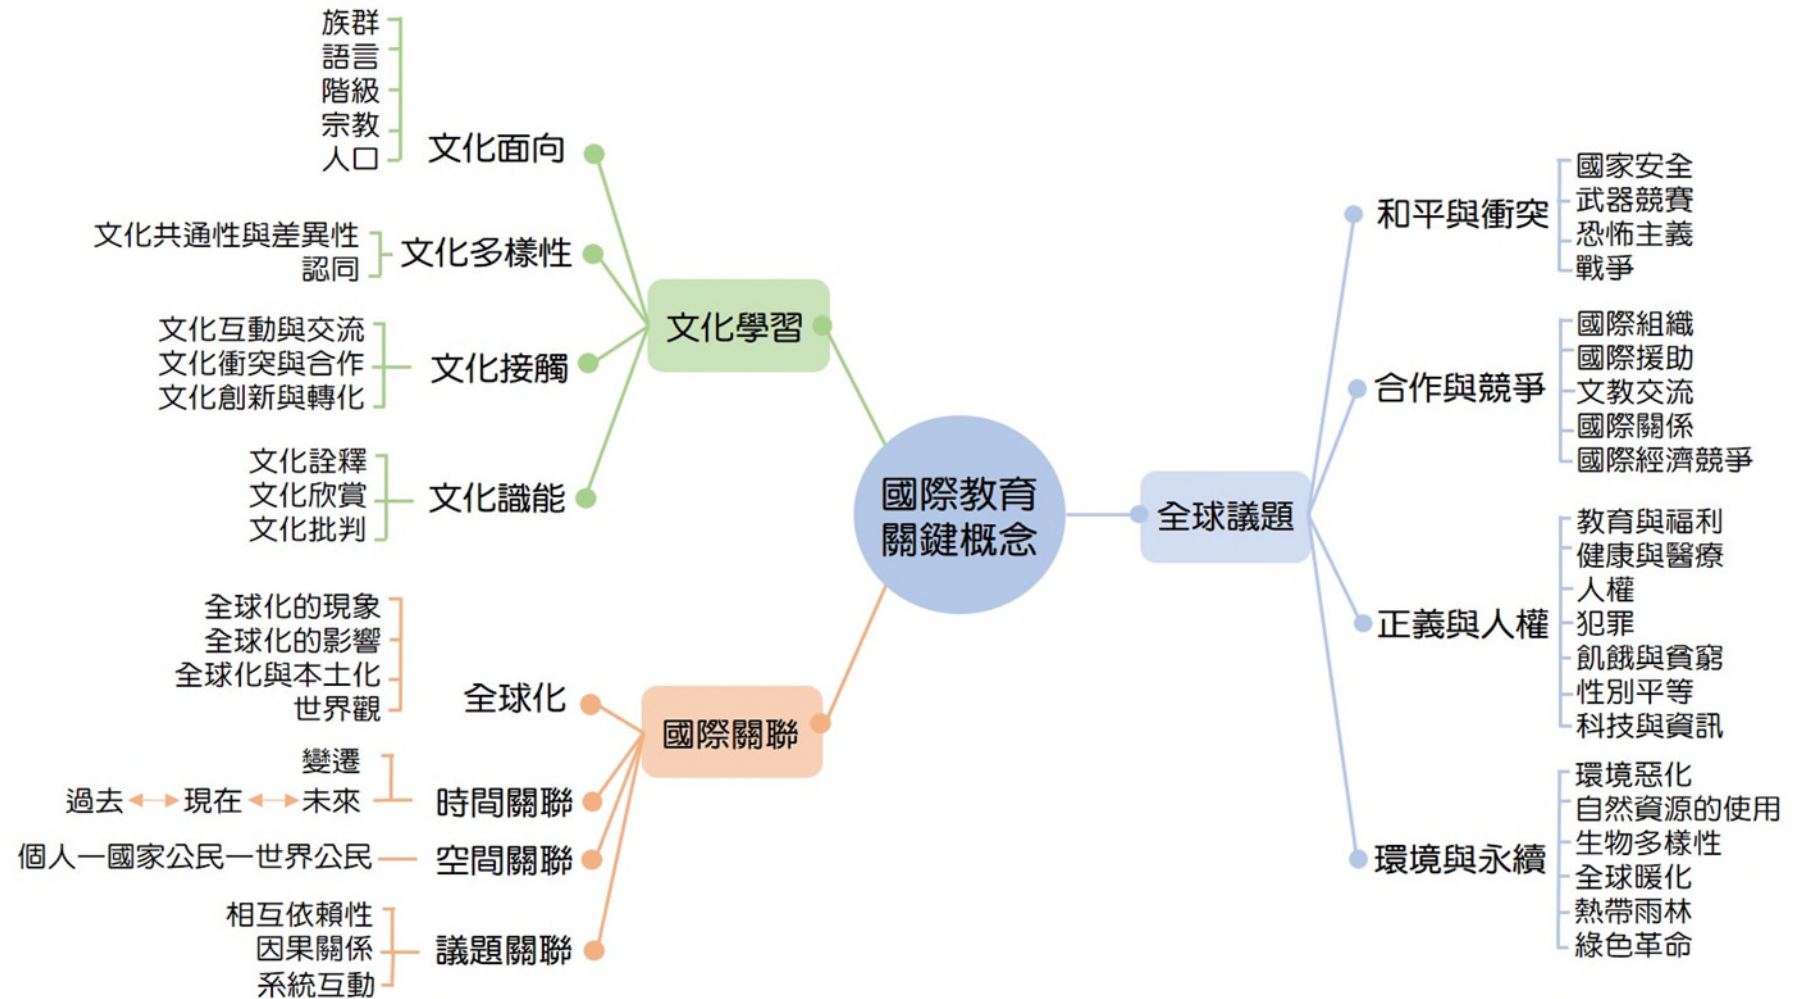 國際教育
關鍵概念
文化學習
文化面向
族群
語言
階級
宗教
人口
文化多樣性
文化共通性與差異性
認同
文化接觸
文化互動與交流
文化衝突與合作
文化創新與轉化
文化識能
文化詮釋
文化欣賞
文化批判
國際關聯
全球化
全球化的現象
全球化的影響
全球化與本土化
世界觀
時間關聯
變遷
過去 現在 未來
空間關聯
個人—國家公民—世界公民
議題關聯
相互依賴性
因果關係
系統互動
全球議題
和平與衝突
國家安全
武器競賽
恐怖主義
戰爭
合作與競爭
國際組織
國際援助
文教交流
國際關係
國際經濟競爭
正義與人權
教育與福利
健康與醫療
人權
犯罪
飢餓與貧窮
性別平等
科技與資訊
環境與永續
環境惡化
自然資源的使用
生物多樣性
全球暖化
熱帶雨林
綠色革命